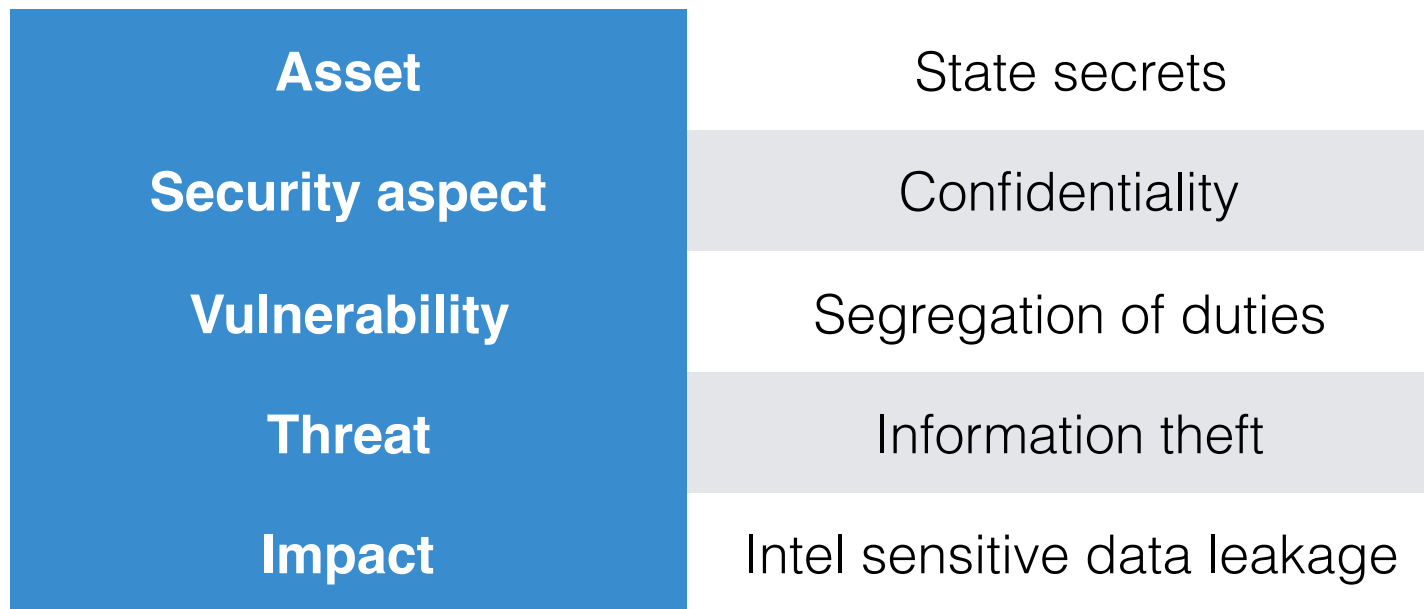 Asset State secrets
Security aspect Confidentiality
Vulnerability Segregation of duties
Threat Information theft
Impact Intel sensitive data leakage